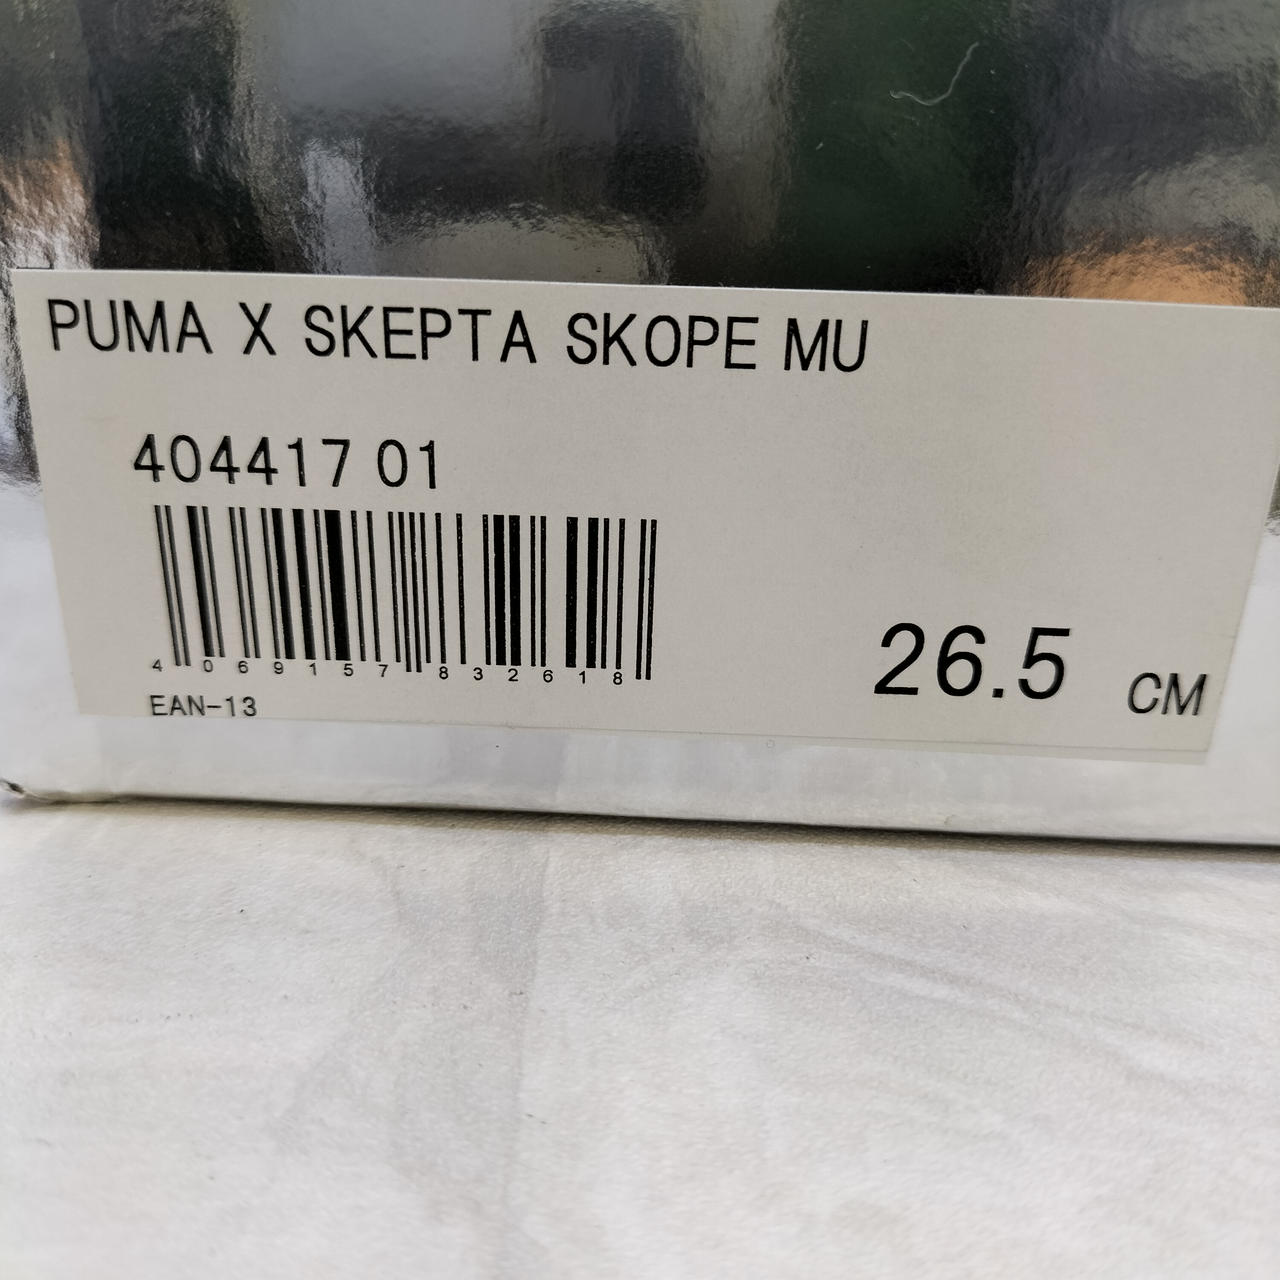 PUMA X SKEPTA SKOPE MU
404417 01
4 069157 832618
EAN-13
26.5 CM